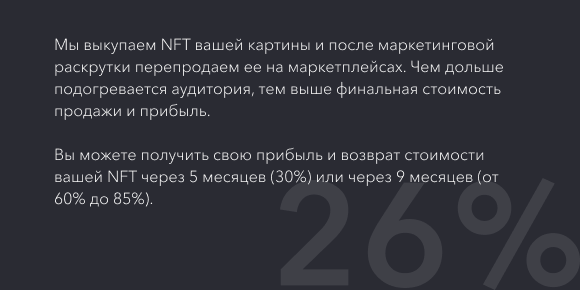 Мы выкупаем NFT вашей картины и после маркетинговой
раскрутки перепродаем ее на маркетплейсах. Чем дольше
подогревается аудитория, тем выше финальная стоимость
продажи и прибыль.
Вы можете получить свою прибыль и возврат стоимости
вашей NFT через 5 месяцев (30%) или через 9 месяцев (от
60% до 85%).
26%